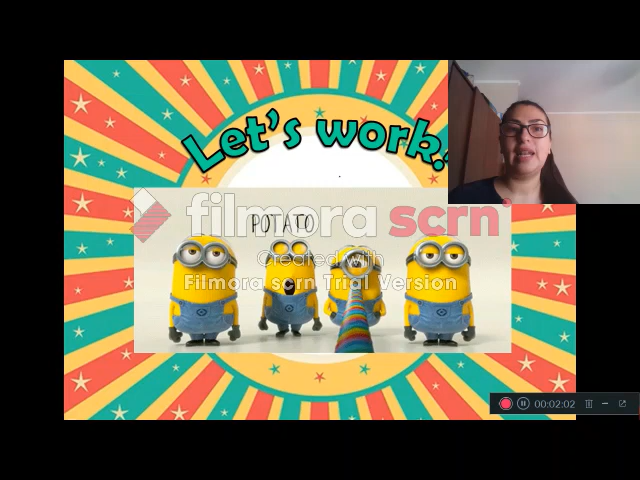 Let's work!
filmora scrn
POTATO
Created with
Filmora scrn Trial Version
00:02:02